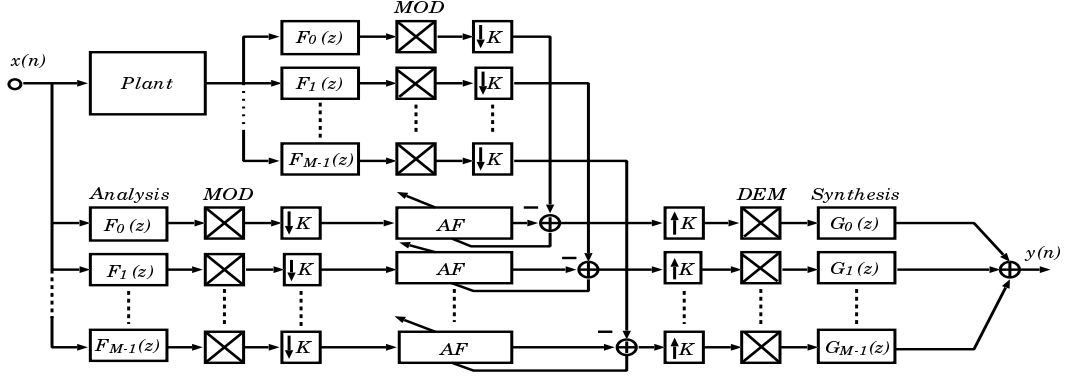 MOD
F0 (z) ↓K
x(n)
Plant F1 (z) ↓K
FM-1(z) ↓K
Analysis MOD DEM Synthesis
F0 (z) ↓K AF − + ↑K G0 (z)
y(n)
F1 (z) ↓K AF − + ↑K G1 (z) +
FM-1(z) ↓K AF − + ↑K GM-1(z)